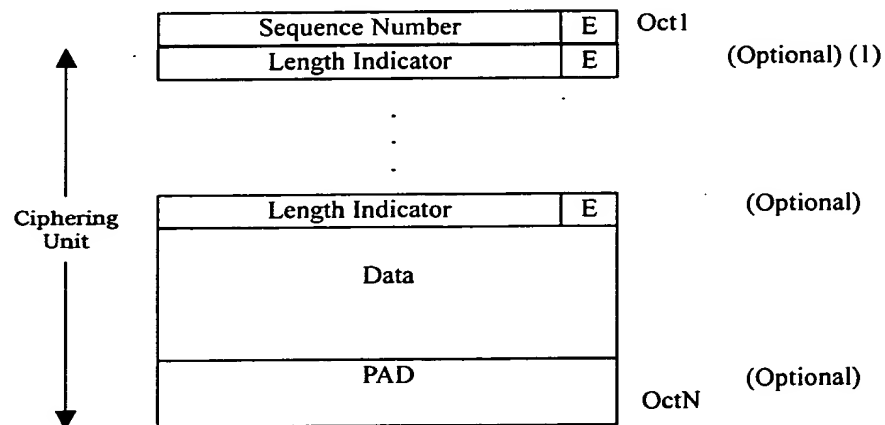 Sequence Number E Oct1
Length Indicator E (Optional) (1)
Length Indicator E (Optional)
Ciphering
Unit
Data
PAD (Optional)
OctN